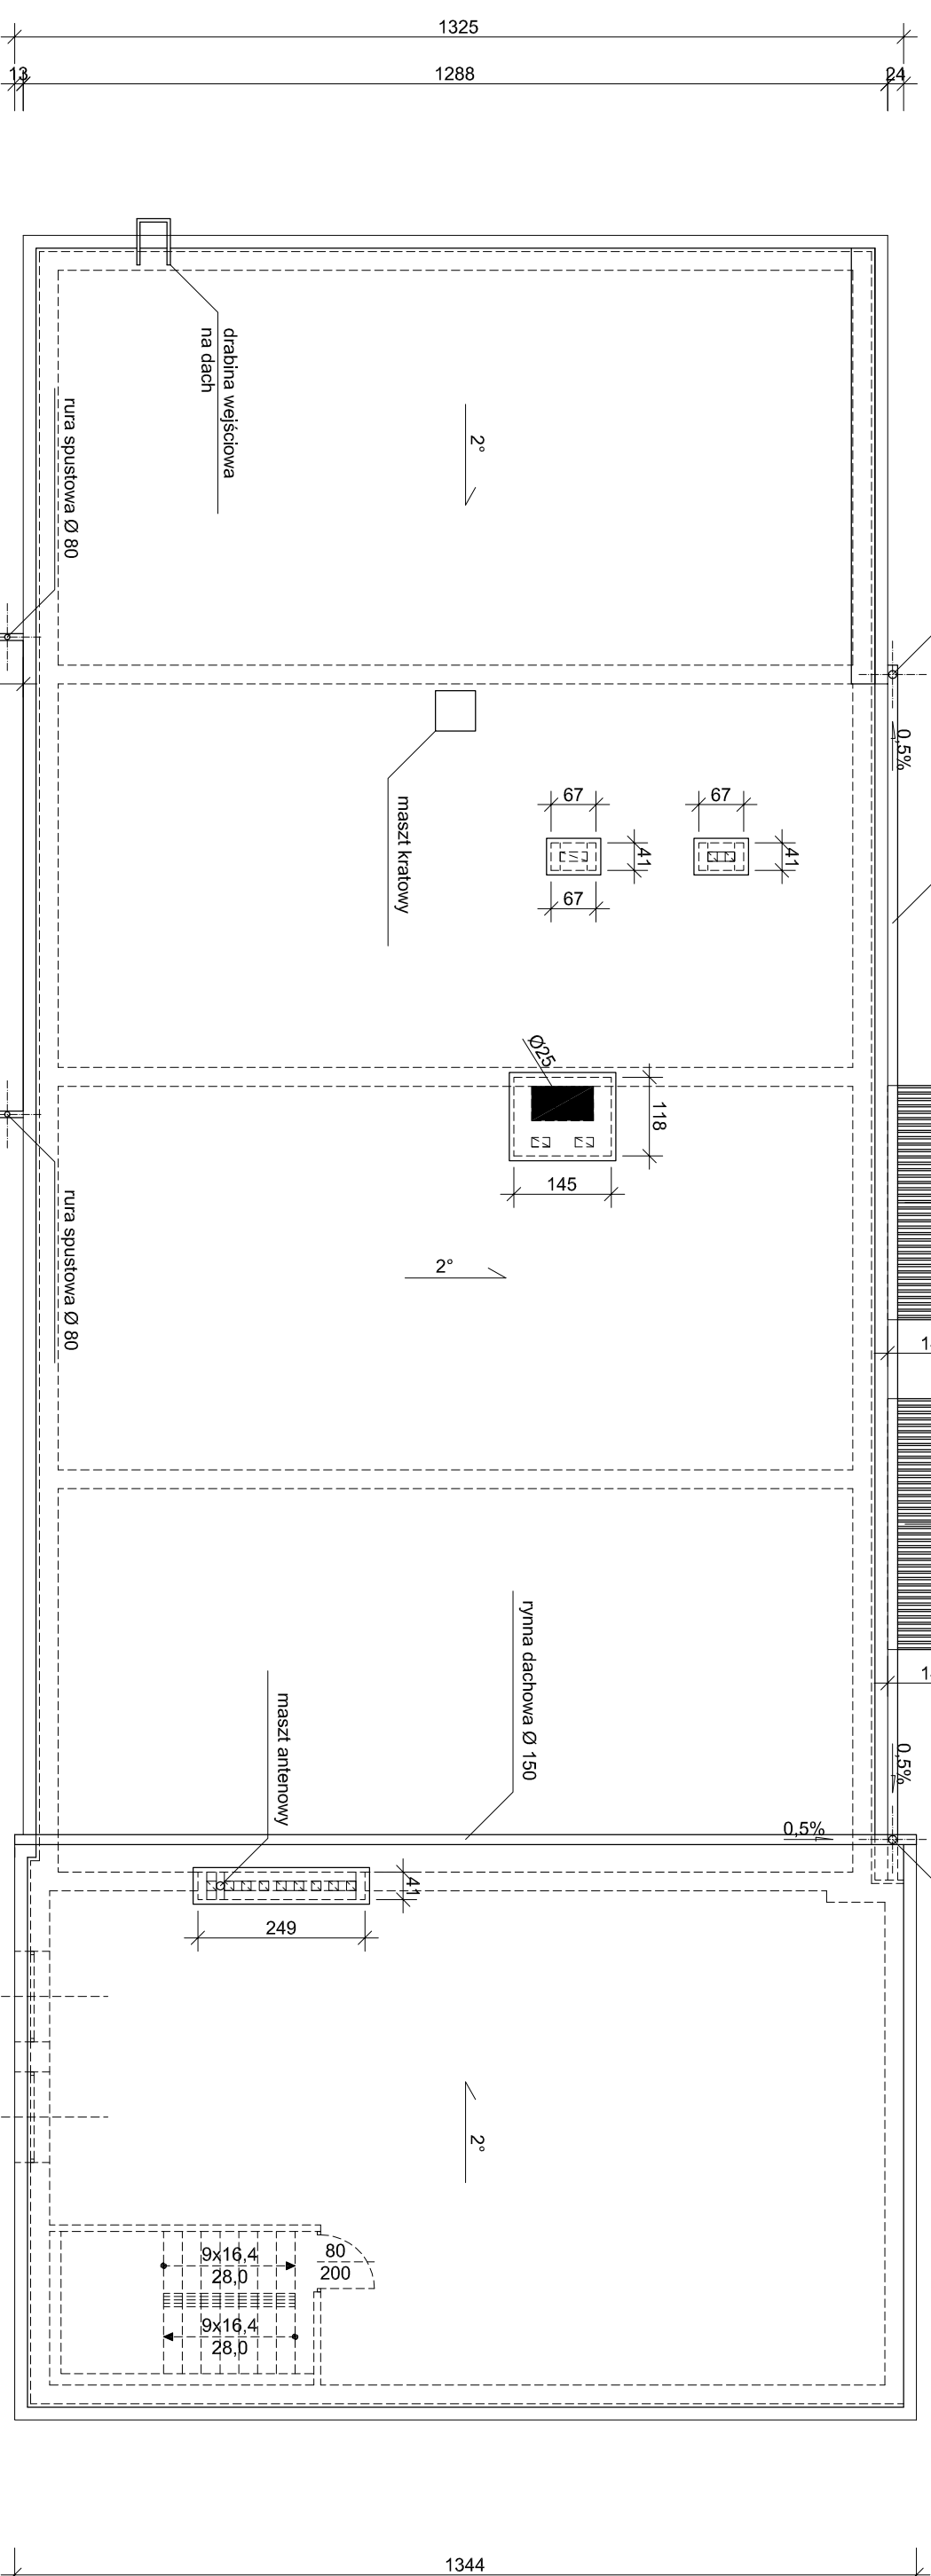 1325
13
1288
24
drabina wejściowa
na dach
rura spustowa Ø 80
2°
0,5%
maszt kratowy
67
67
41
41
67
Ø25
118
145
rura spustowa Ø 80
2°
rynna dachowa Ø 150
maszt antenowy
0,5%
0,5%
41
249
2°
9x16,4
28,0
80
200
9x16,4
28,0
1344